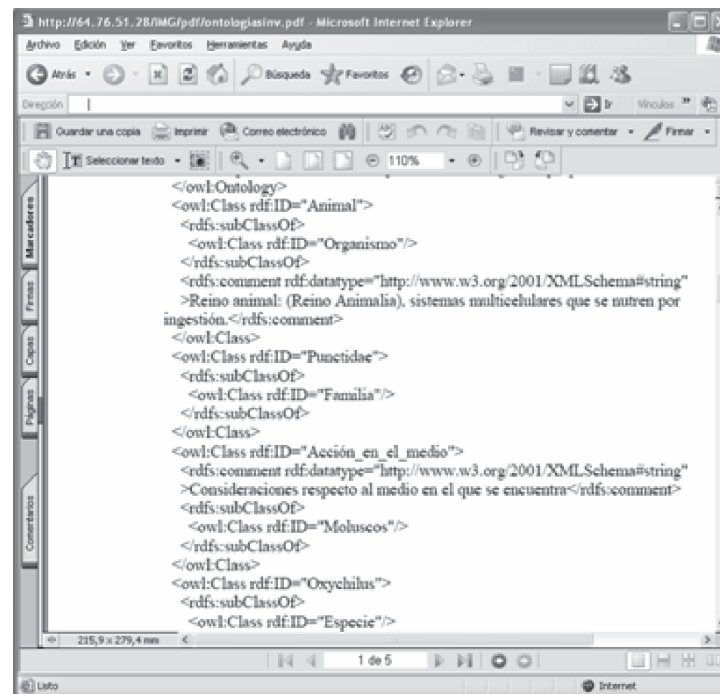 http://64.76.51.28/IMG/pdf/ontologiasinv.pdf - Microsoft Internet Explorer
Archivo Edición Ver Favoritos Herramientas Ayuda
Atrás Búsqueda Favoritos
Dirección Ir Vínculos »
Guardar una copia Imprimir Correo electrónico Revisar y comentar Firmar
Seleccionar texto 110%
</owl:Ontology>
<owl:Class rdf:ID="Animal">
<rdfs:subClassOf>
<owl:Class rdf:ID="Organismo"/>
</rdfs:subClassOf>
<rdfs:comment rdf:datatype="http://www.w3.org/2001/XMLSchema#string"
>Reino animal: (Reino Animalia), sistemas multicelulares que se nutren por
ingestión.</rdfs:comment>
</owl:Class>
<owl:Class rdf:ID="Punctidae">
<rdfs:subClassOf>
<owl:Class rdf:ID="Familia"/>
</rdfs:subClassOf>
</owl:Class>
<owl:Class rdf:ID="Acción_en_el_medio">
<rdfs:comment rdf:datatype="http://www.w3.org/2001/XMLSchema#string"
>Consideraciones respecto al medio en el que se encuentra</rdfs:comment>
<rdfs:subClassOf>
<owl:Class rdf:ID="Moluscos"/>
</rdfs:subClassOf>
</owl:Class>
<owl:Class rdf:ID="Oxychilus">
<rdfs:subClassOf>
<owl:Class rdf:ID="Especie"/>
Marcadores
Firmas
Capas
Páginas
Comentarios
215,9 x 279,4 mm
1 de 5
Listo Internet